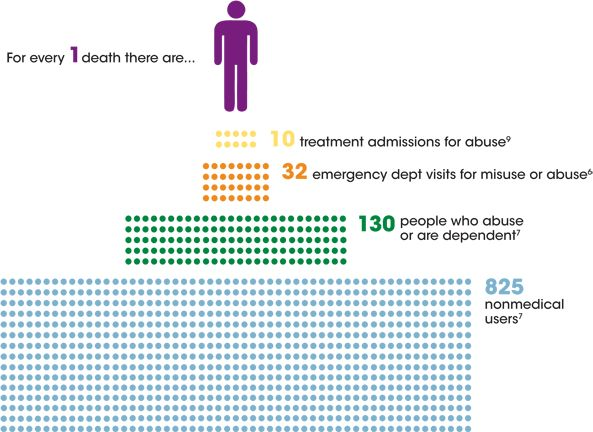 For every 1 death there are...
10 treatment admissions for abuse⁹
32 emergency dept visits for misuse or abuse⁶
130 people who abuse
or are dependent⁷
825
nonmedical
users⁷